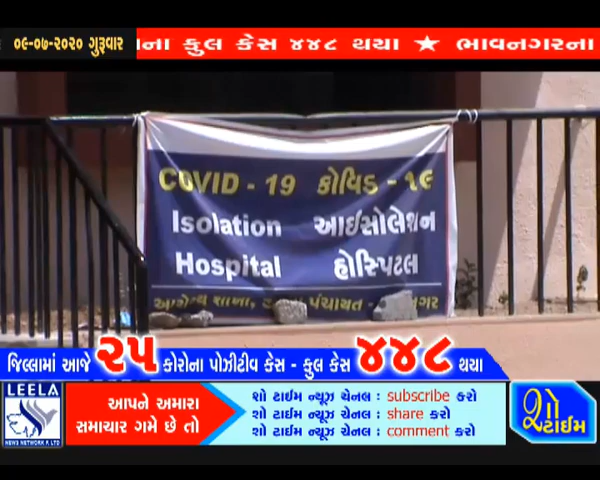 ૦૯-૦૭-૨૦૨૦ ગુરૂવાર
ના કુલ કેસ ૪૪૮ થયા ★ ભાવનગરના
COVID - 19 કોવિડ - ૧૯
Isolation આઈસોલેશન
Hospital હોસ્પિટલ
શાખા, પંચાયત -
જિલ્લામાં આજે ૨૫ કોરોના પોઝીટીવ કેસ - કુલ કેસ ૪૪૮ થયા
LEELA
NEWS NETWORK P. LTD
આપને અમારા
સમાચાર ગમે છે તો
શો ટાઈમ ન્યૂઝ ચેનલ : subscribe કરો
શો ટાઈમ ન્યૂઝ ચેનલ : share કરો
શો ટાઈમ ન્યૂઝ ચેનલ : comment કરો
શો
ટાઈમ